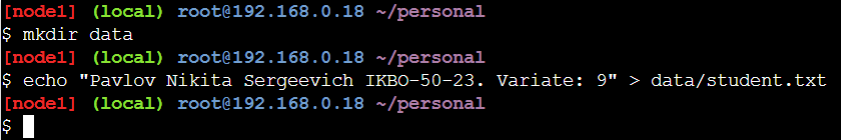 [node1] (local) root@192.168.0.18 ~/personal
$ mkdir data
[node1] (local) root@192.168.0.18 ~/personal
$ echo "Pavlov Nikita Sergeevich IKBO-50-23. Variate: 9" > data/student.txt
[node1] (local) root@192.168.0.18 ~/personal
$